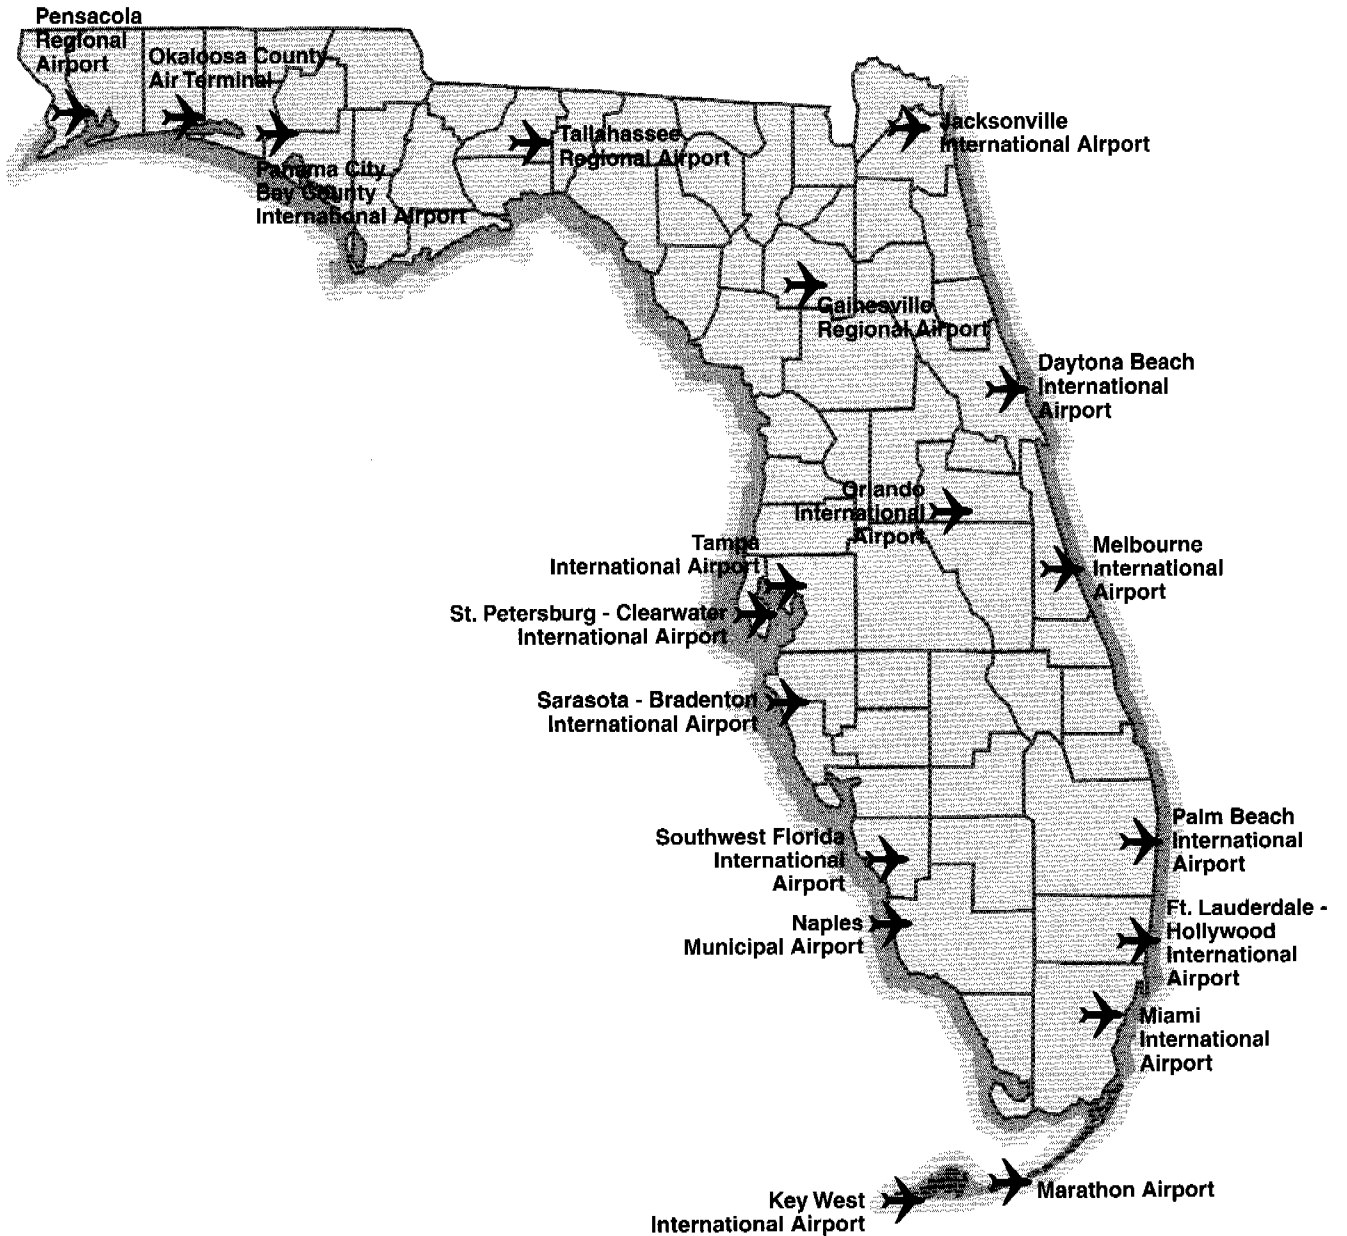 Pensacola
Regional
Airport
Okaloosa County
Air Terminal
Panama City
Bay County
International Airport
Tallahassee
Regional Airport
Jacksonville
International Airport
Gainesville
Regional Airport
Daytona Beach
International
Airport
Orlando
International
Airport
Tampa
International Airport
Melbourne
International
Airport
St. Petersburg - Clearwater
International Airport
Sarasota - Bradenton
International Airport
Southwest Florida
International
Airport
Palm Beach
International
Airport
Naples
Municipal Airport
Ft. Lauderdale -
Hollywood
International
Airport
Miami
International
Airport
Marathon Airport
Key West
International Airport